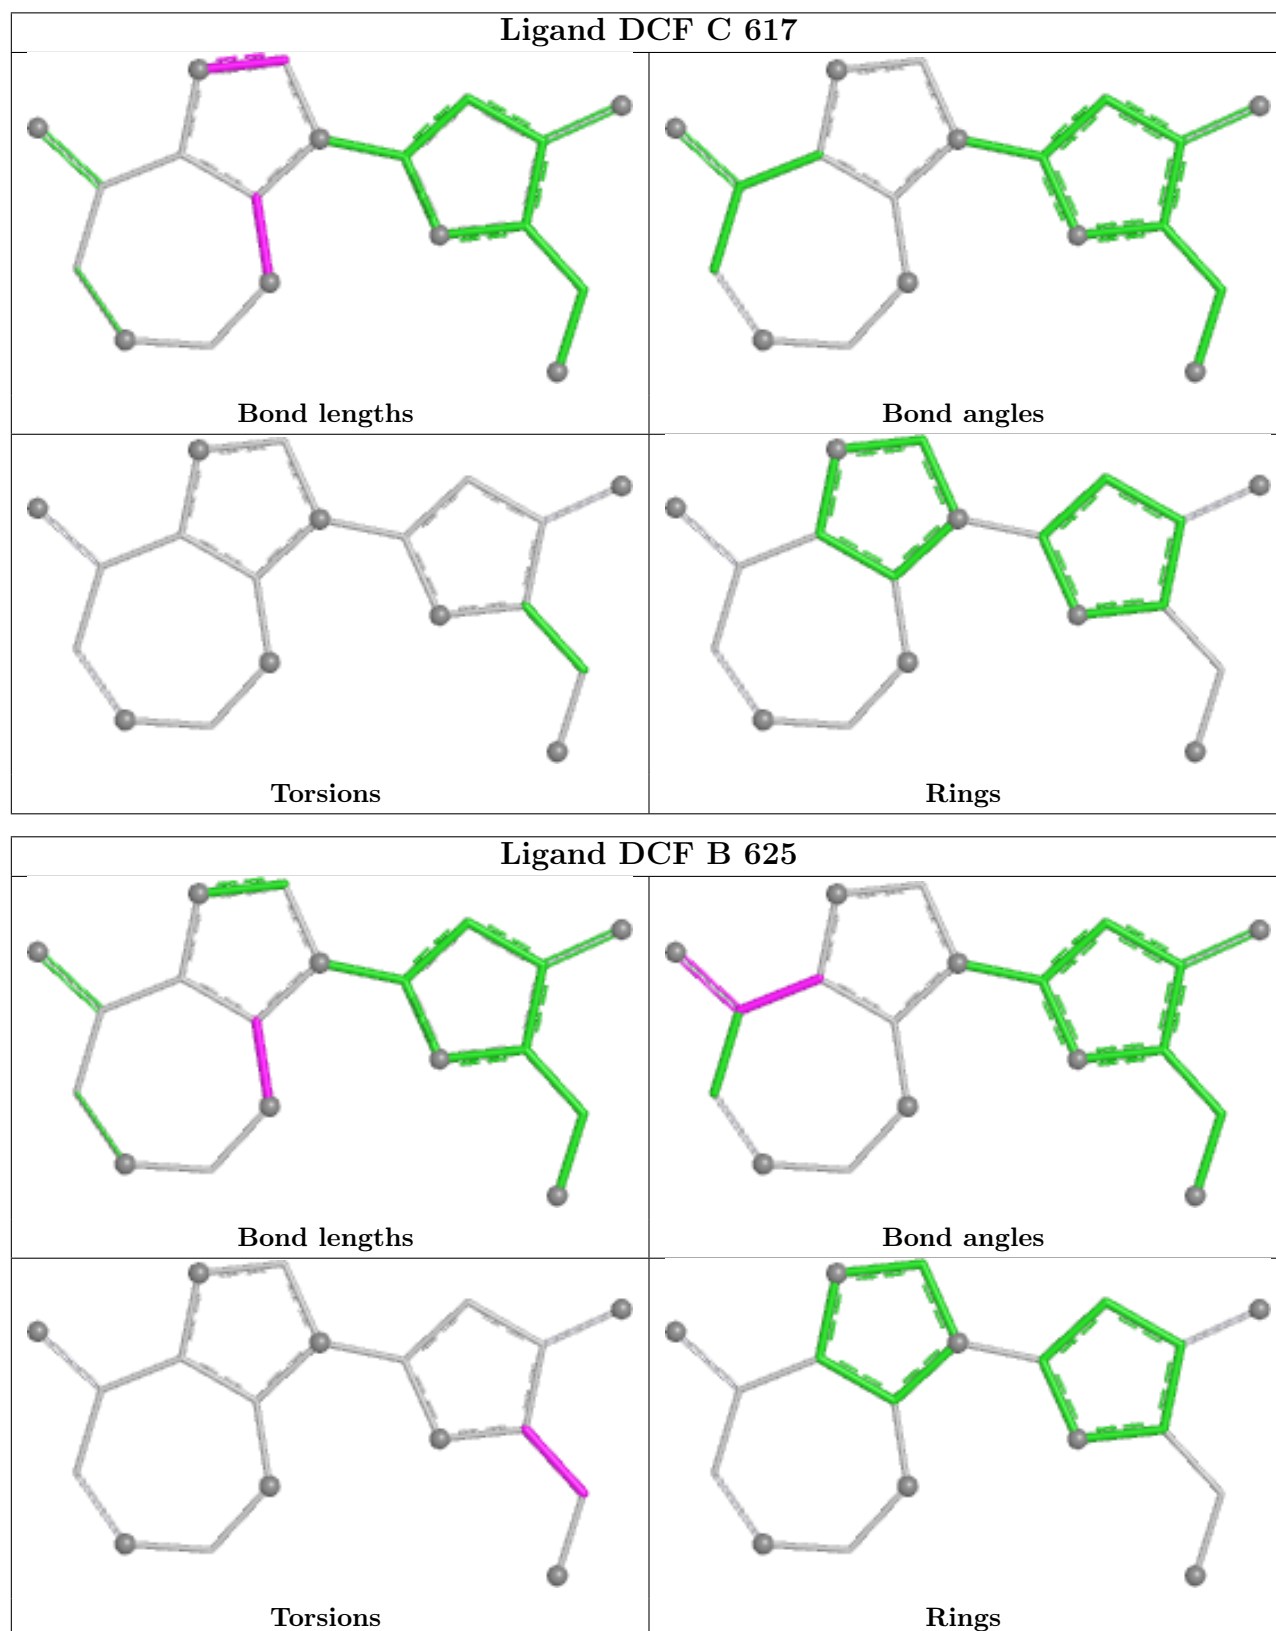 Ligand DCF C 617
Bond lengths
Bond angles
Torsions
Rings
Ligand DCF B 625
Bond lengths
Bond angles
Torsions
Rings